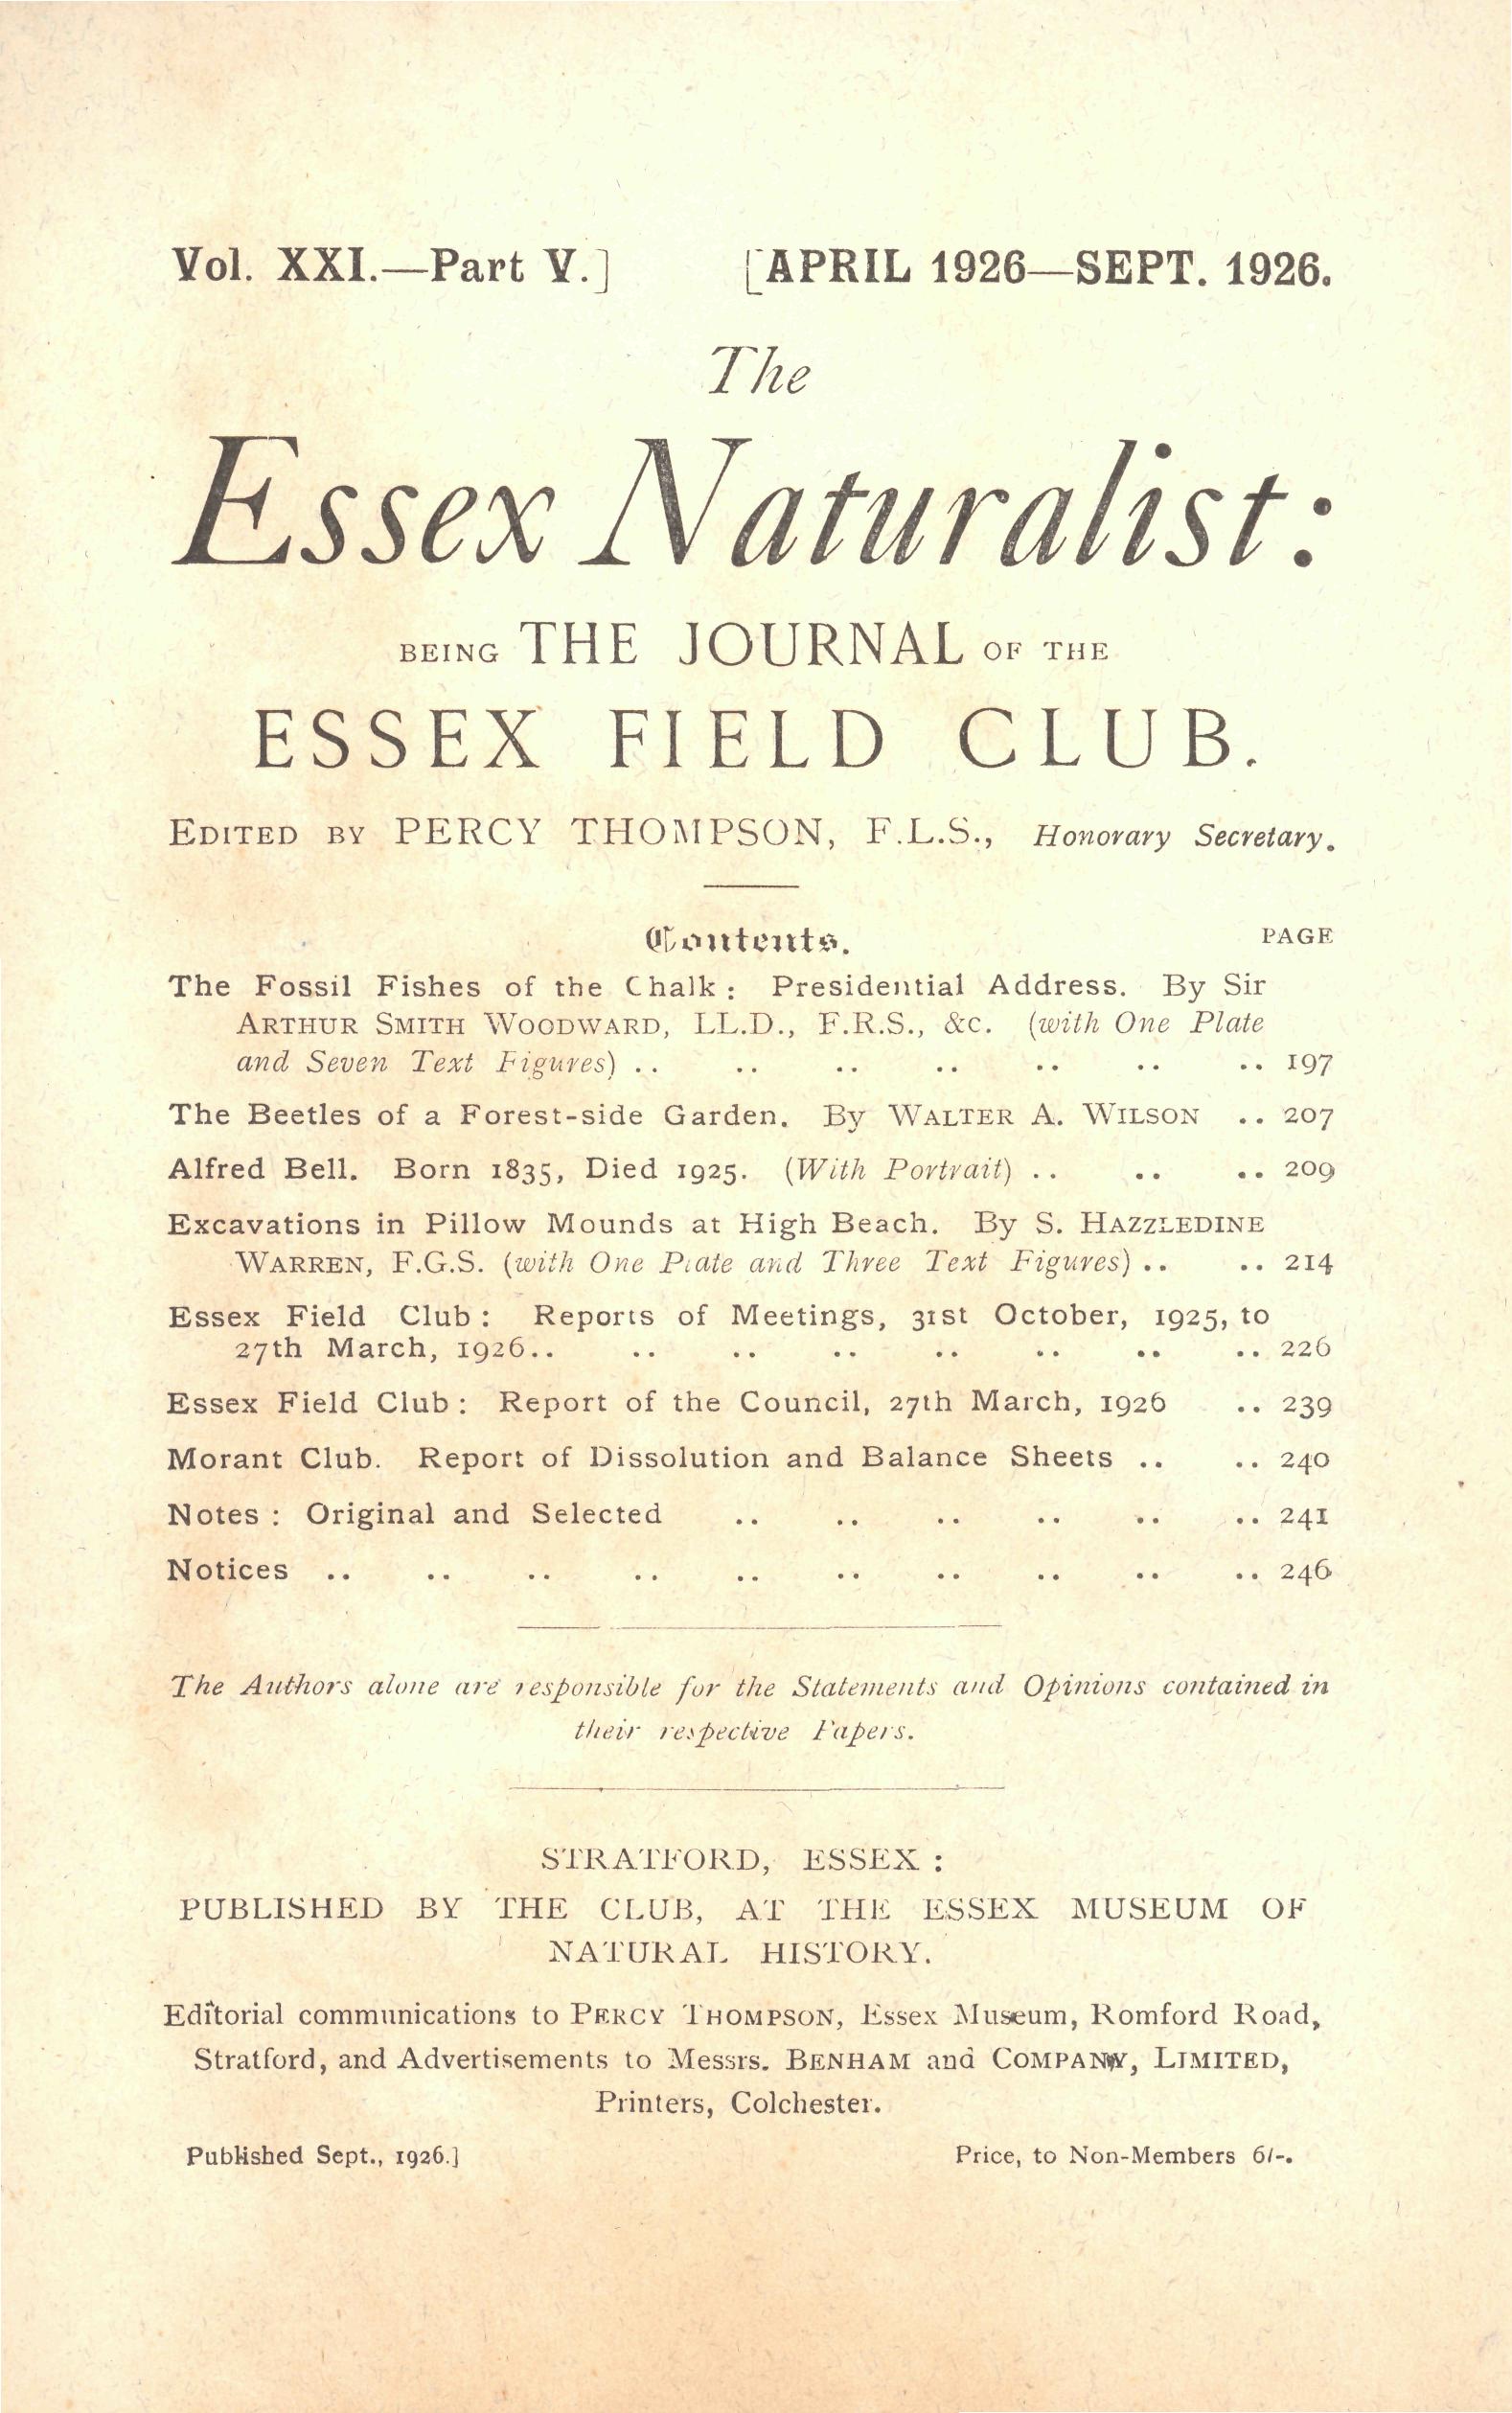 Vol. XXI.—Part V.] [APRIL 1926—SEPT. 1926.
The
Essex Naturalist:
BEING THE JOURNAL OF THE
ESSEX FIELD CLUB.
EDITED BY PERCY THOMPSON, F.L.S., Honorary Secretary.
Contents. PAGE
The Fossil Fishes of the Chalk: Presidential Address. By Sir
ARTHUR SMITH WOODWARD, LL.D., F.R.S., &c. (with One Plate
and Seven Text Figures) .. .. .. .. .. .. .. 197
The Beetles of a Forest-side Garden. By WALTER A. WILSON .. 207
Alfred Bell. Born 1835, Died 1925. (With Portrait) .. .. .. 209
Excavations in Pillow Mounds at High Beach. By S. HAZZLEDINE
WARREN, F.G.S. (with One Plate and Three Text Figures) .. .. 214
Essex Field Club: Reports of Meetings, 31st October, 1925, to
27th March, 1926.. .. .. .. .. .. .. .. 226
Essex Field Club: Report of the Council, 27th March, 1926 .. 239
Morant Club. Report of Dissolution and Balance Sheets .. .. 240
Notes: Original and Selected .. .. .. .. .. .. 241
Notices .. .. .. .. .. .. .. .. .. .. 246
The Authors alone are responsible for the Statements and Opinions contained in
their respective Papers.
STRATFORD, ESSEX:
PUBLISHED BY THE CLUB, AT THE ESSEX MUSEUM OF
NATURAL HISTORY.
Editorial communications to PERCY THOMPSON, Essex Museum, Romford Road,
Stratford, and Advertisements to Messrs. BENHAM and COMPANY, LIMITED,
Printers, Colchester.
Published Sept., 1926.] Price, to Non-Members 6/-.